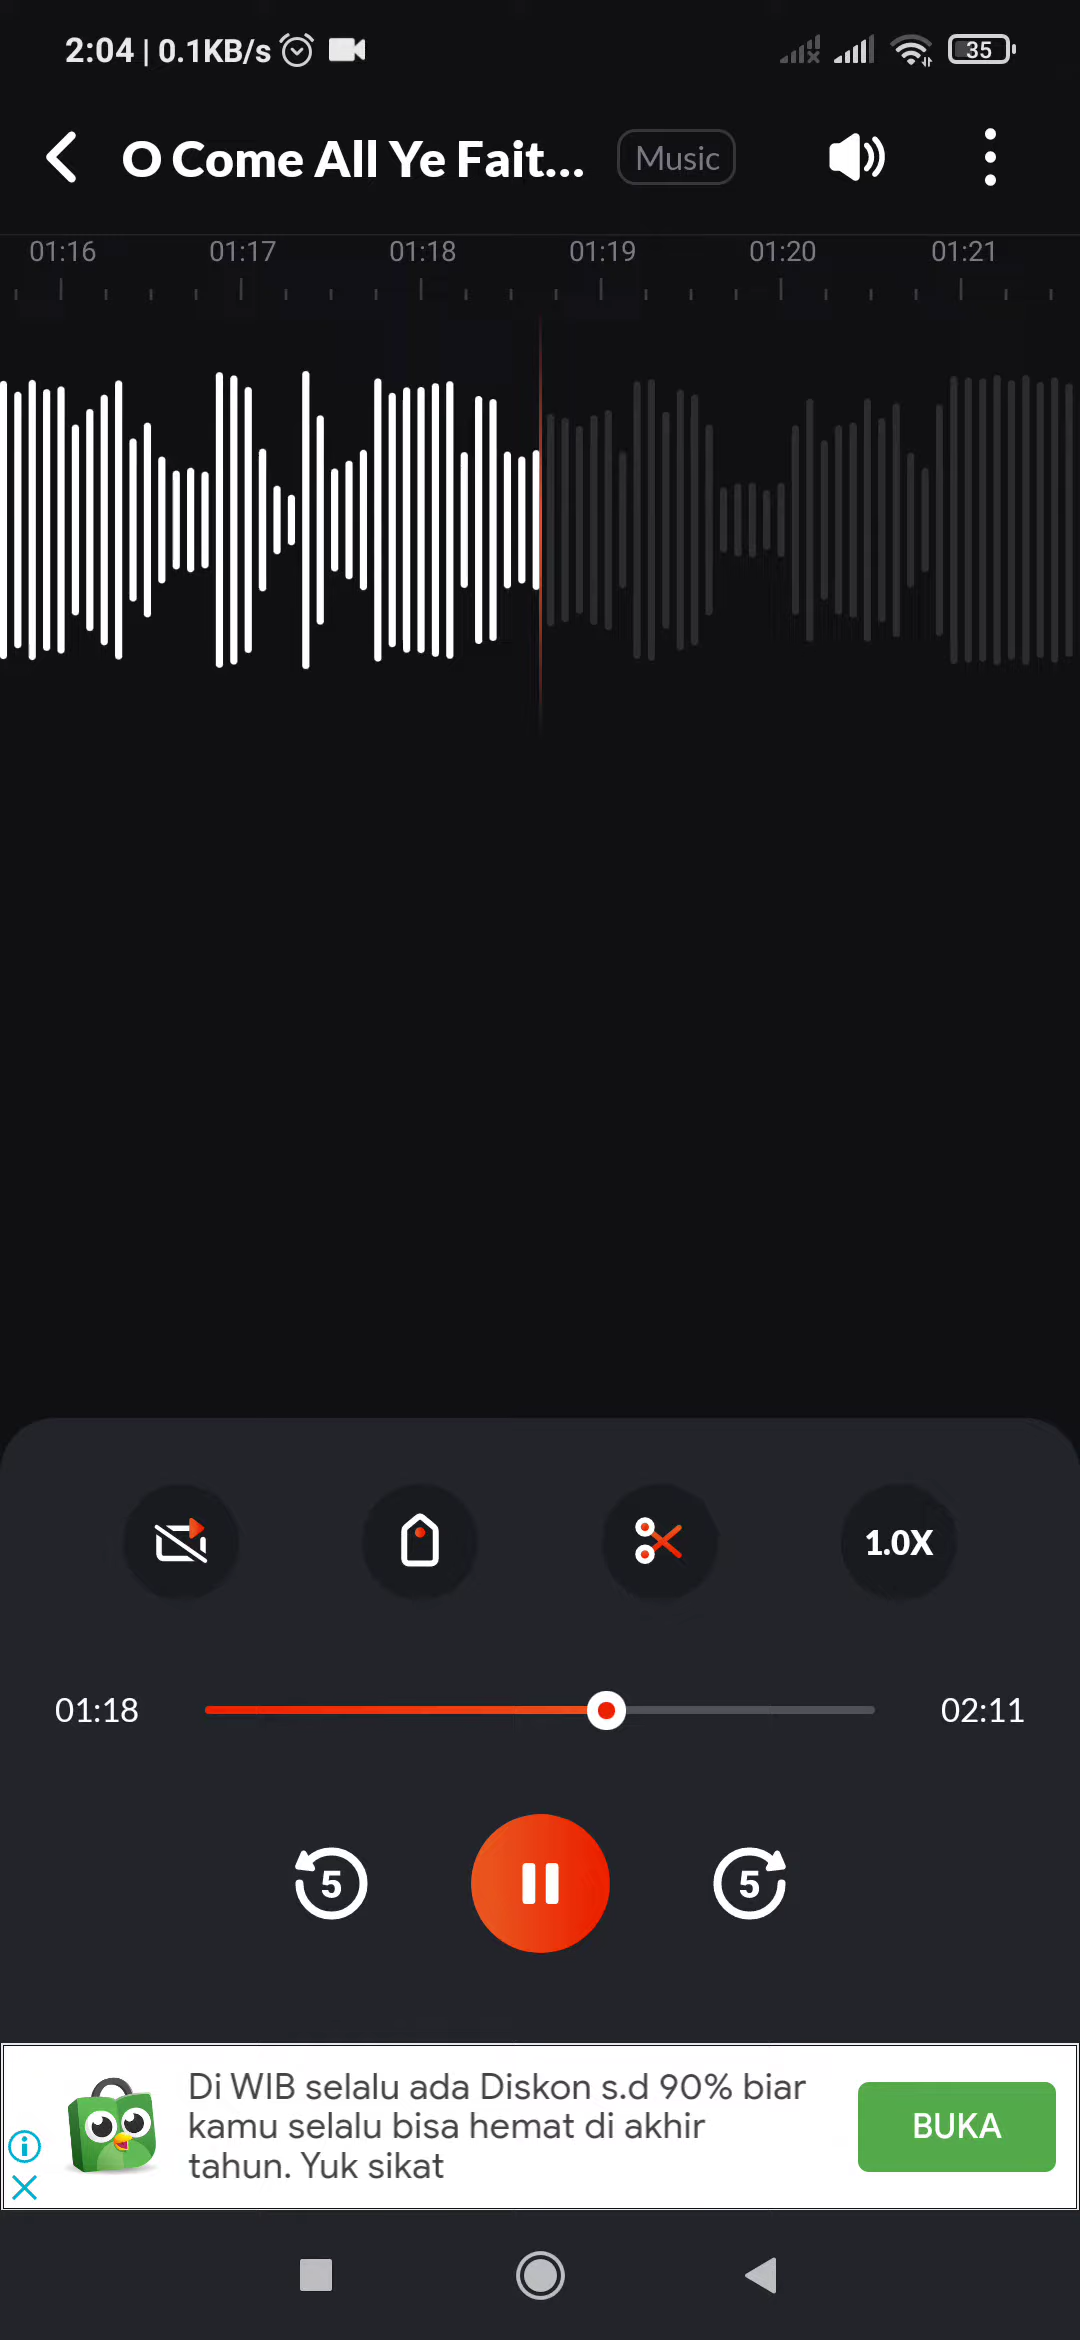 2:04 | 0.1KB/s
35
O Come All Ye Fait...
Music
01:16 01:17 01:18 01:19 01:20 01:21
1.0X
01:18
02:11
5
5
Di WIB selalu ada Diskon s.d 90% biar
kamu selalu bisa hemat di akhir
tahun. Yuk sikat
BUKA